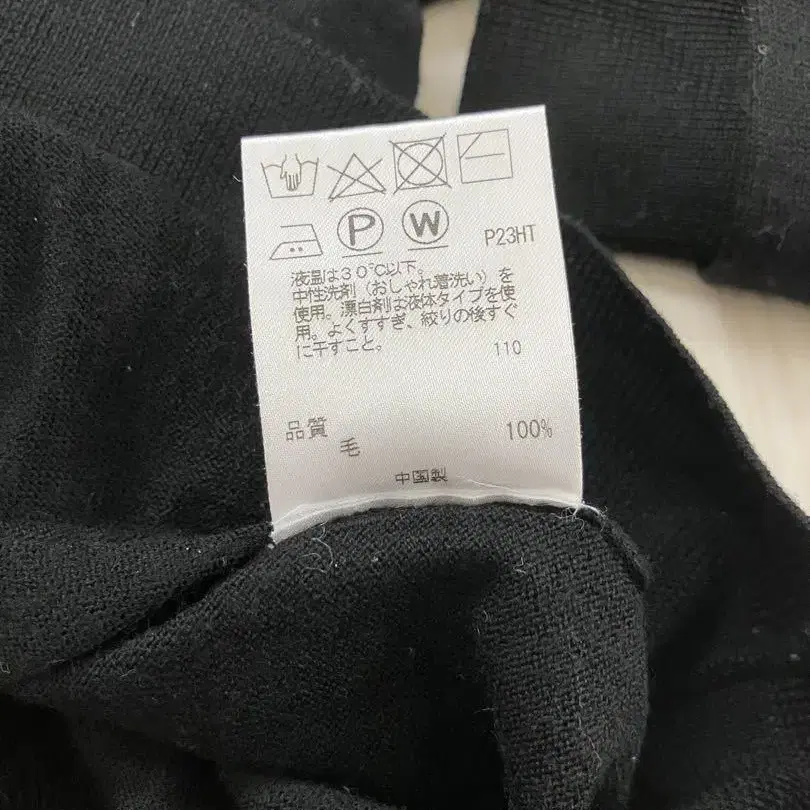 P
W
P23HT
液温は30℃以下。
中性洗剤（おしゃれ着洗い）を
使用。漂白剤は液体タイプを使
用。よくすすぎ、絞りの後すぐ
に干すこと。
110
品質
毛
100%
中国製